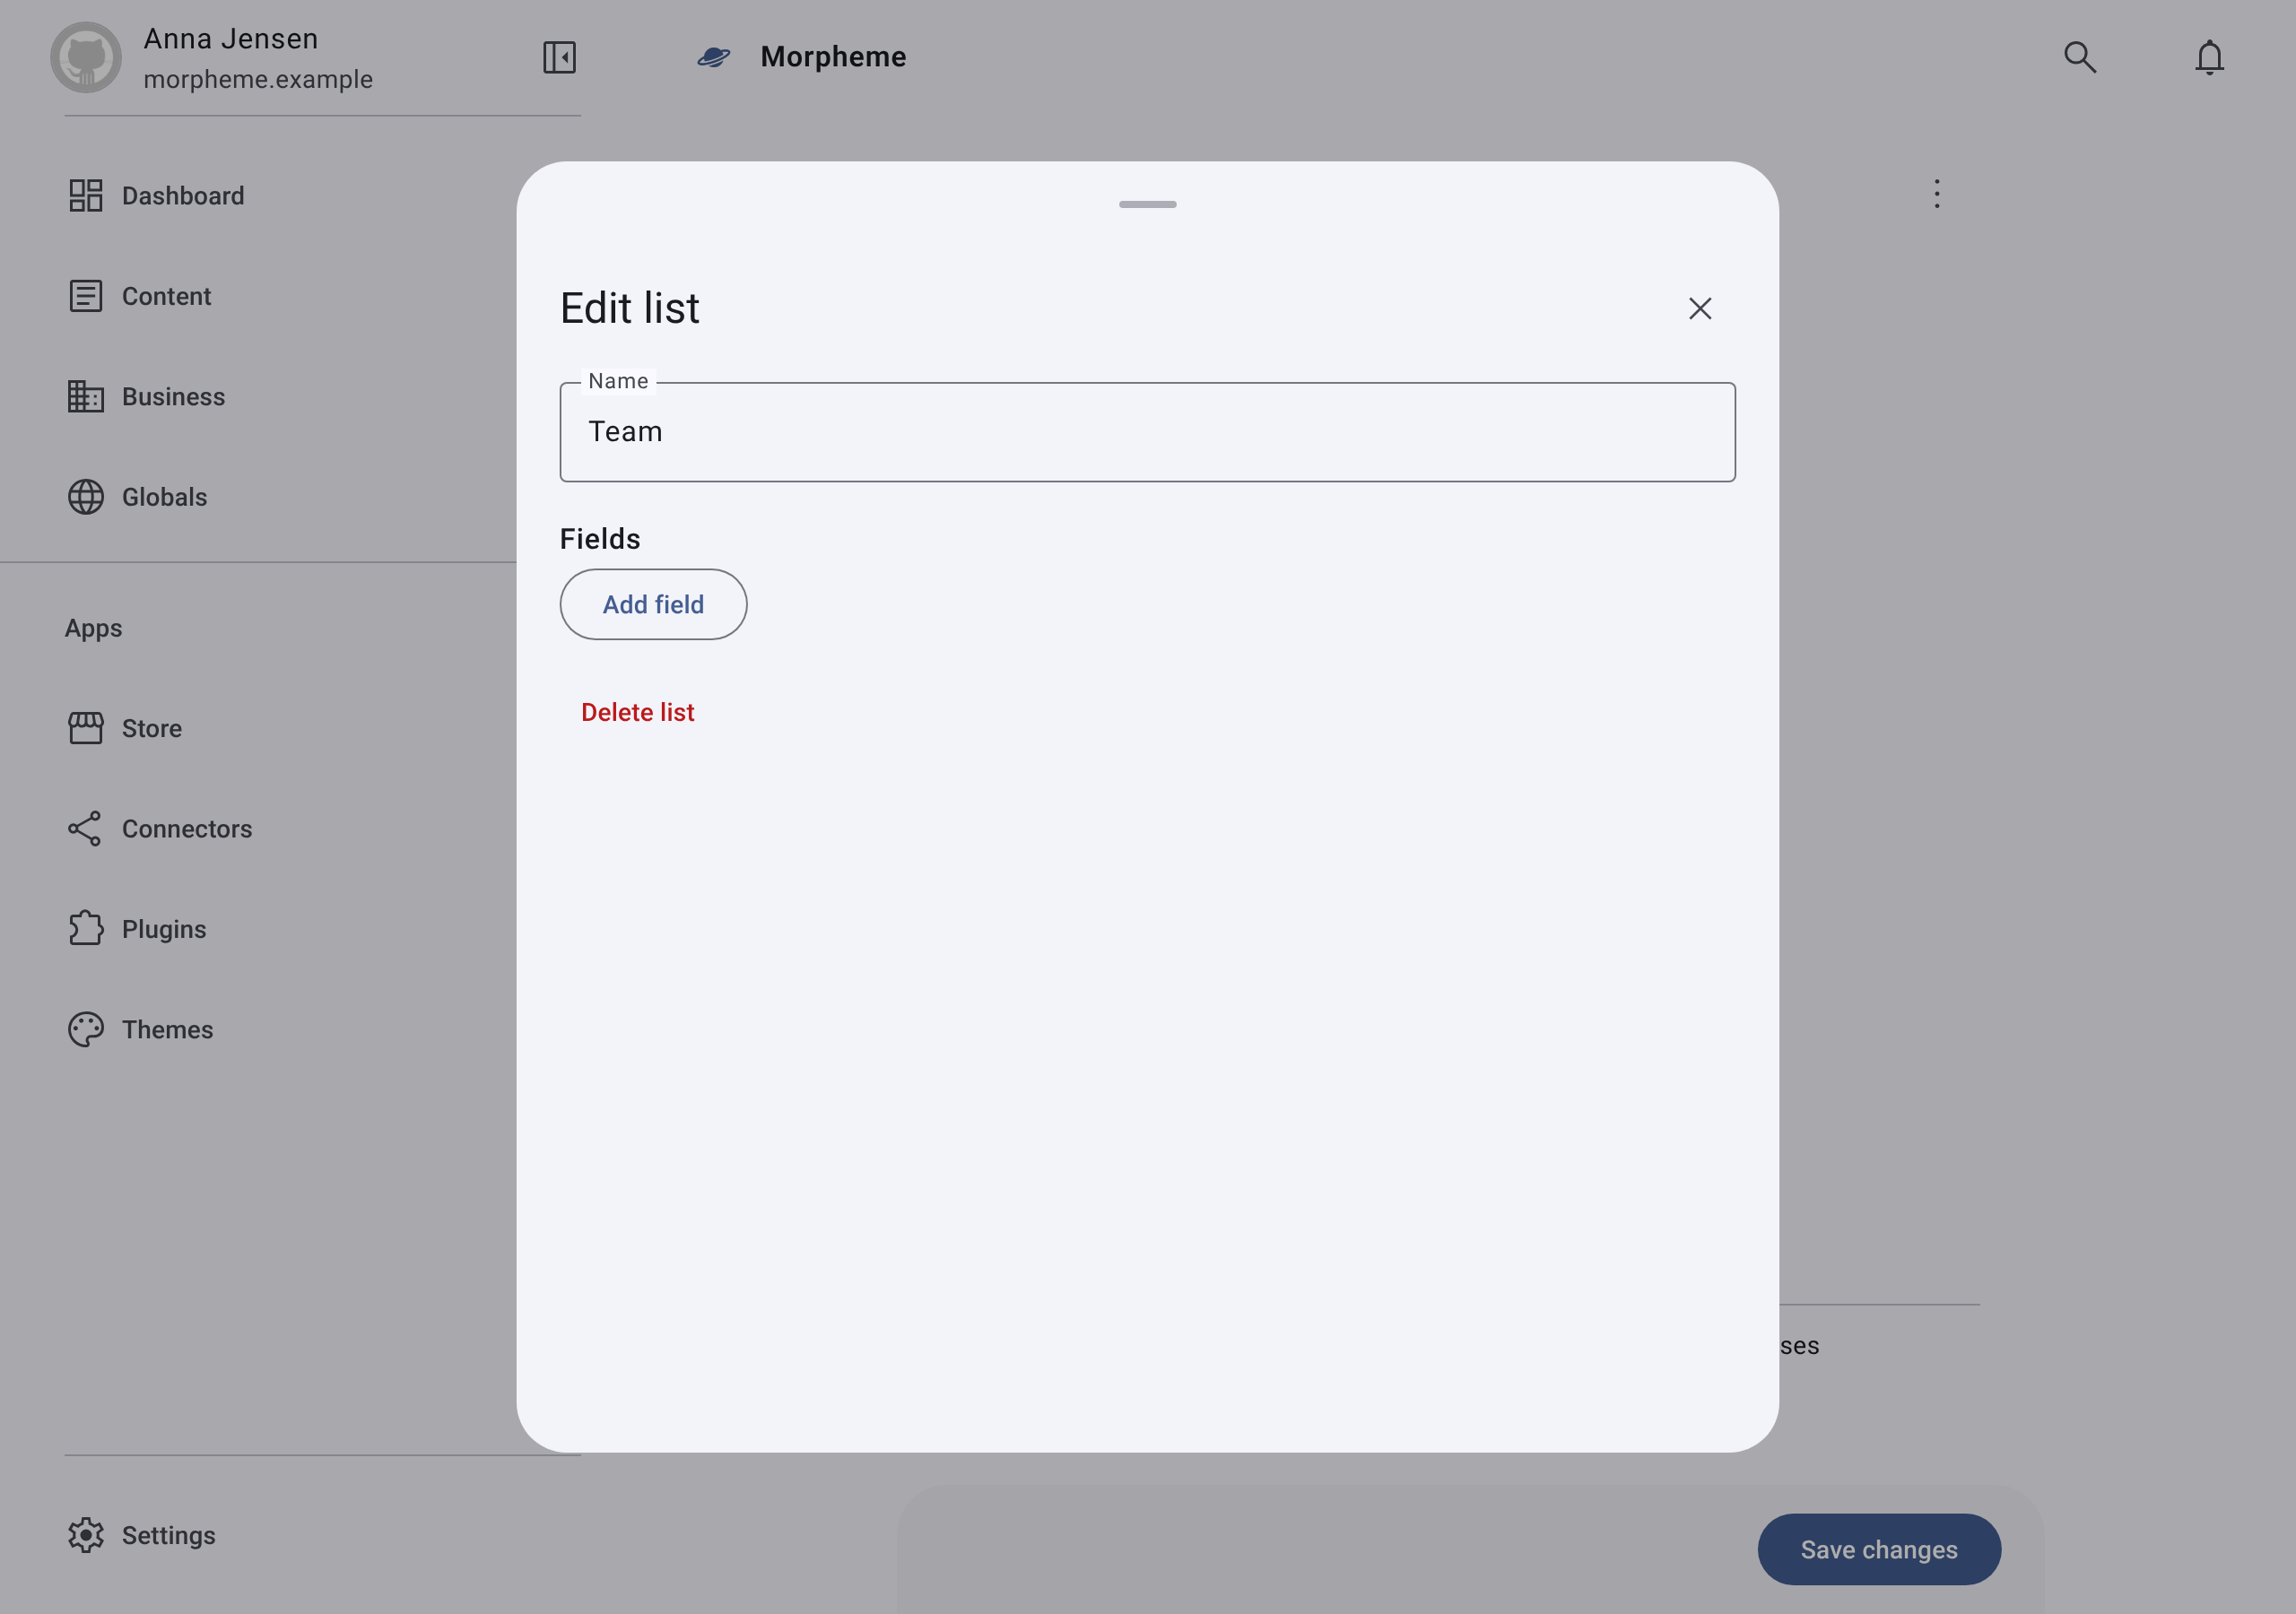 Anna Jensen
morpheme.example
Morpheme
Dashboard
Content
Business
Globals
Apps
Store
Connectors
Plugins
Themes
Settings
Edit list
Name
Team
Fields
Add field
Delete list
ses
Save changes